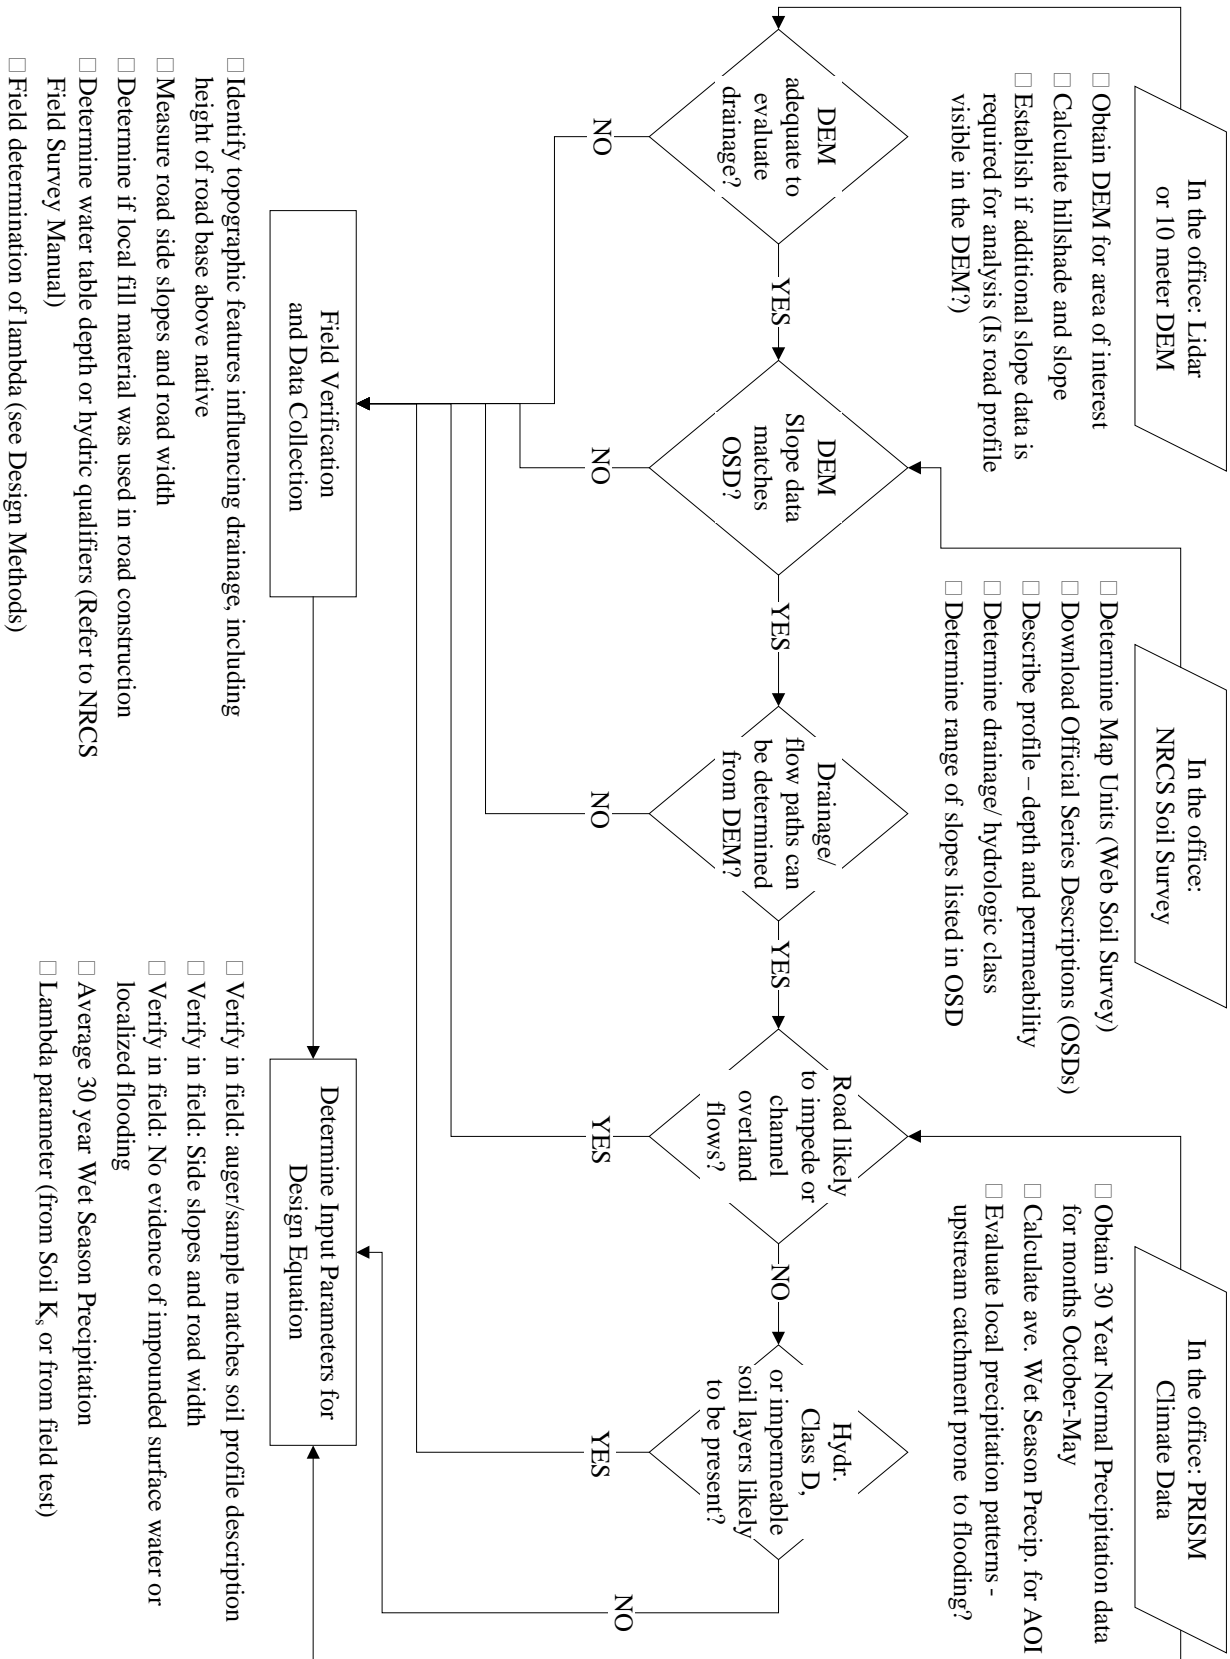 In the office: Lidar
or 10 meter DEM
□ Obtain DEM for area of interest
□ Calculate hillshade and slope
□ Establish if additional slope data is
required for analysis (Is road profile
visible in the DEM?)
In the office:
NRCS Soil Survey
□ Determine Map Units (Web Soil Survey)
□ Download Official Series Descriptions (OSDs)
□ Describe profile – depth and permeability
□ Determine drainage/ hydrologic class
□ Determine range of slopes listed in OSD
In the office: PRISM
Climate Data
□ Obtain 30 Year Normal Precipitation data
for months October-May
□ Calculate ave. Wet Season Precip. for AOI
□ Evaluate local precipitation patterns -
upstream catchment prone to flooding?
DEM
adequate to
evaluate
drainage?
YES
DEM
Slope data
matches
OSD?
YES
Drainage/
flow paths can
be determined
from DEM?
YES
Road likely
to impede or
channel
overland
flows?
NO
Hydr.
Class D,
or impermeable
soil layers likely
to be present?
NO
NO
NO
NO
YES
YES
Field Verification
and Data Collection
Determine Input Parameters for
Design Equation
□ Identify topographic features influencing drainage, including
height of road base above native
□ Measure road side slopes and road width
□ Determine if local fill material was used in road construction
□ Determine water table depth or hydric qualifiers (Refer to NRCS
Field Survey Manual)
□ Field determination of lambda (see Design Methods)
□ Verify in field: auger/sample matches soil profile description
□ Verify in field: Side slopes and road width
□ Verify in field: No evidence of impounded surface water or
localized flooding
□ Average 30 year Wet Season Precipitation
□ Lambda parameter (from Soil Ks or from field test)